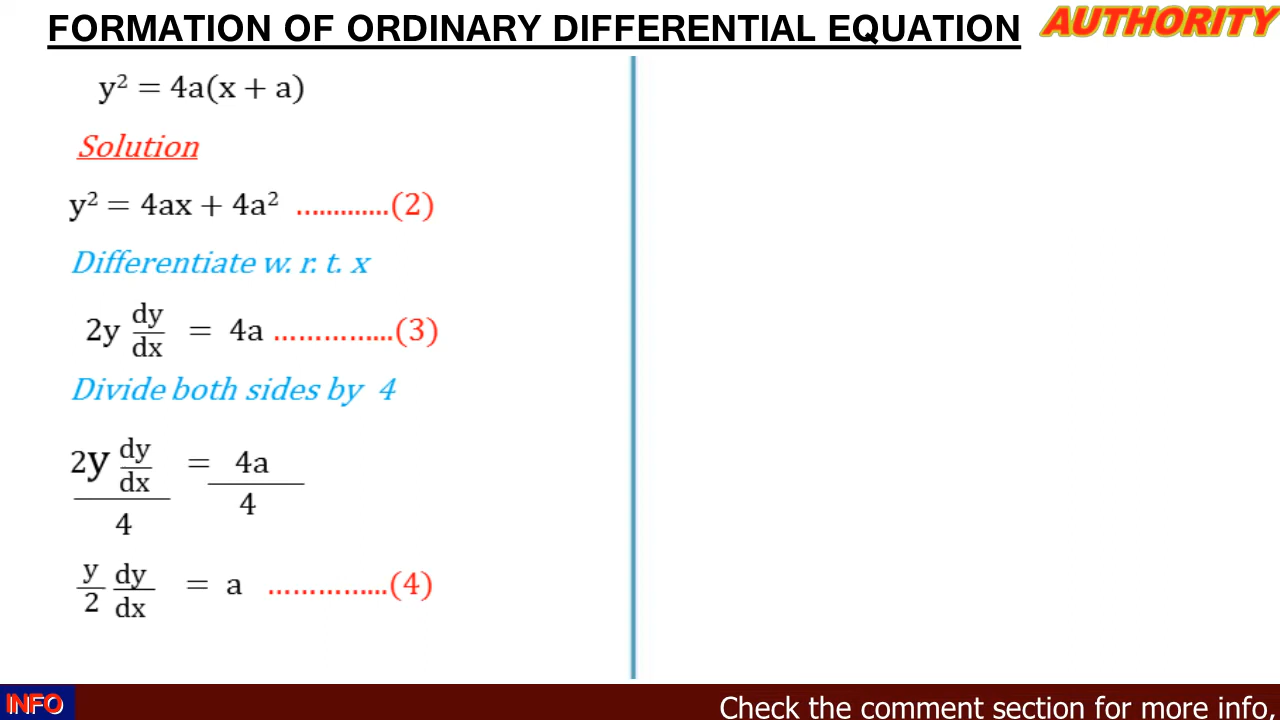 FORMATION OF ORDINARY DIFFERENTIAL EQUATION
AUTHORITY
y² = 4a(x + a)
Solution
y² = 4ax + 4a² .............(2)
Differentiate w. r. t. x
2y dy/dx = 4a ................(3)
Divide both sides by 4
2y dy/dx / 4 = 4a / 4
y/2 dy/dx = a ................(4)
INFO
Check the comment section for more info.